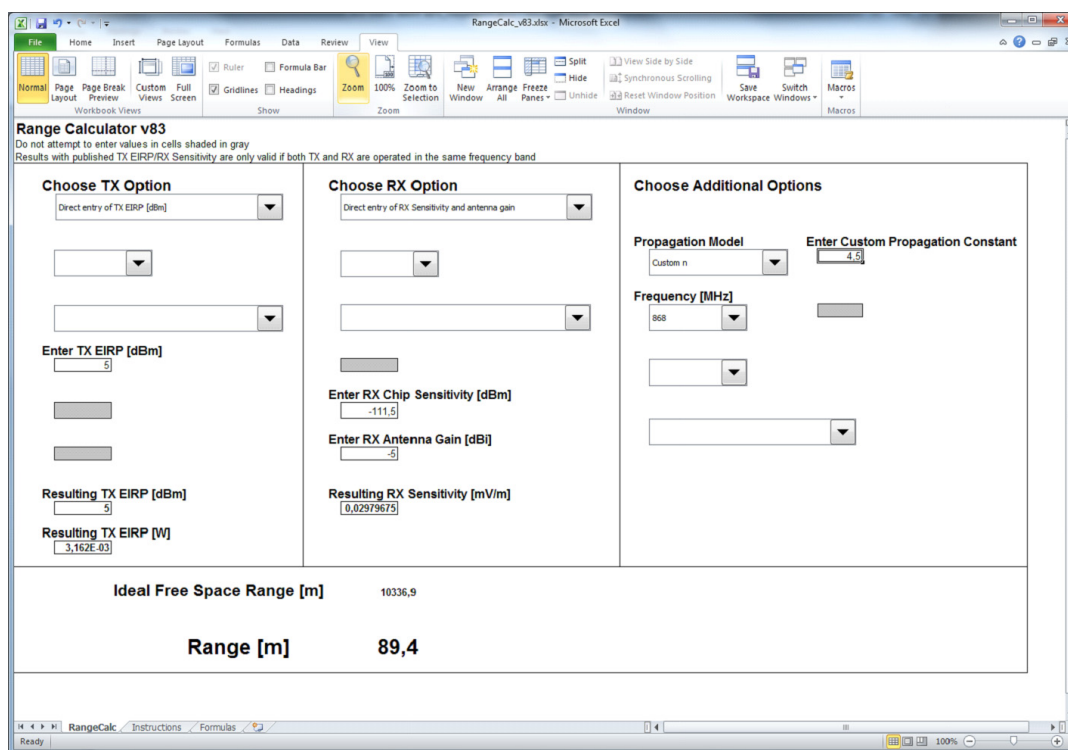 RangeCalc_v83.xlsx - Microsoft Excel
File Home Insert Page Layout Formulas Data Review View
Normal Page Layout Page Break Preview Custom Views Full Screen
Workbook Views
Ruler Formula Bar
Gridlines Headings
Show
Zoom 100% Zoom to Selection
Zoom
New Window Arrange All Freeze Panes
Split
Hide
Unhide
View Side by Side
Synchronous Scrolling
Reset Window Position
Window
Save Workspace Switch Windows
Macros
Macros
Range Calculator v83
Do not attempt to enter values in cells shaded in gray
Results with published TX EIRP/RX Sensitivity are only valid if both TX and RX are operated in the same frequency band
Choose TX Option
Direct entry of TX EIRP [dBm]
Enter TX EIRP [dBm]
5
Resulting TX EIRP [dBm]
5
Resulting TX EIRP [W]
3,162E-03
Choose RX Option
Direct entry of RX Sensitivity and antenna gain
Enter RX Chip Sensitivity [dBm]
-111,5
Enter RX Antenna Gain [dBi]
-5
Resulting RX Sensitivity [mV/m]
0,02979675
Choose Additional Options
Propagation Model
Custom n
Enter Custom Propagation Constant
4,5
Frequency [MHz]
868
Ideal Free Space Range [m] 10336,9
Range [m] 89,4
RangeCalc Instructions Formulas
Ready 100%